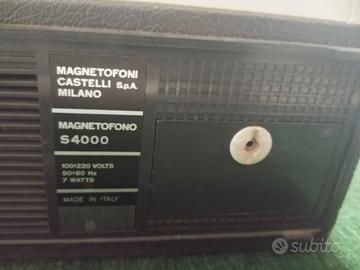 MAGNETOFONI
CASTELLI S.p.A.
MILANO
MAGNETOFONO
S4000
100÷220 VOLTS
50÷60 Hz
7 WATTS
MADE IN ITALY
subito